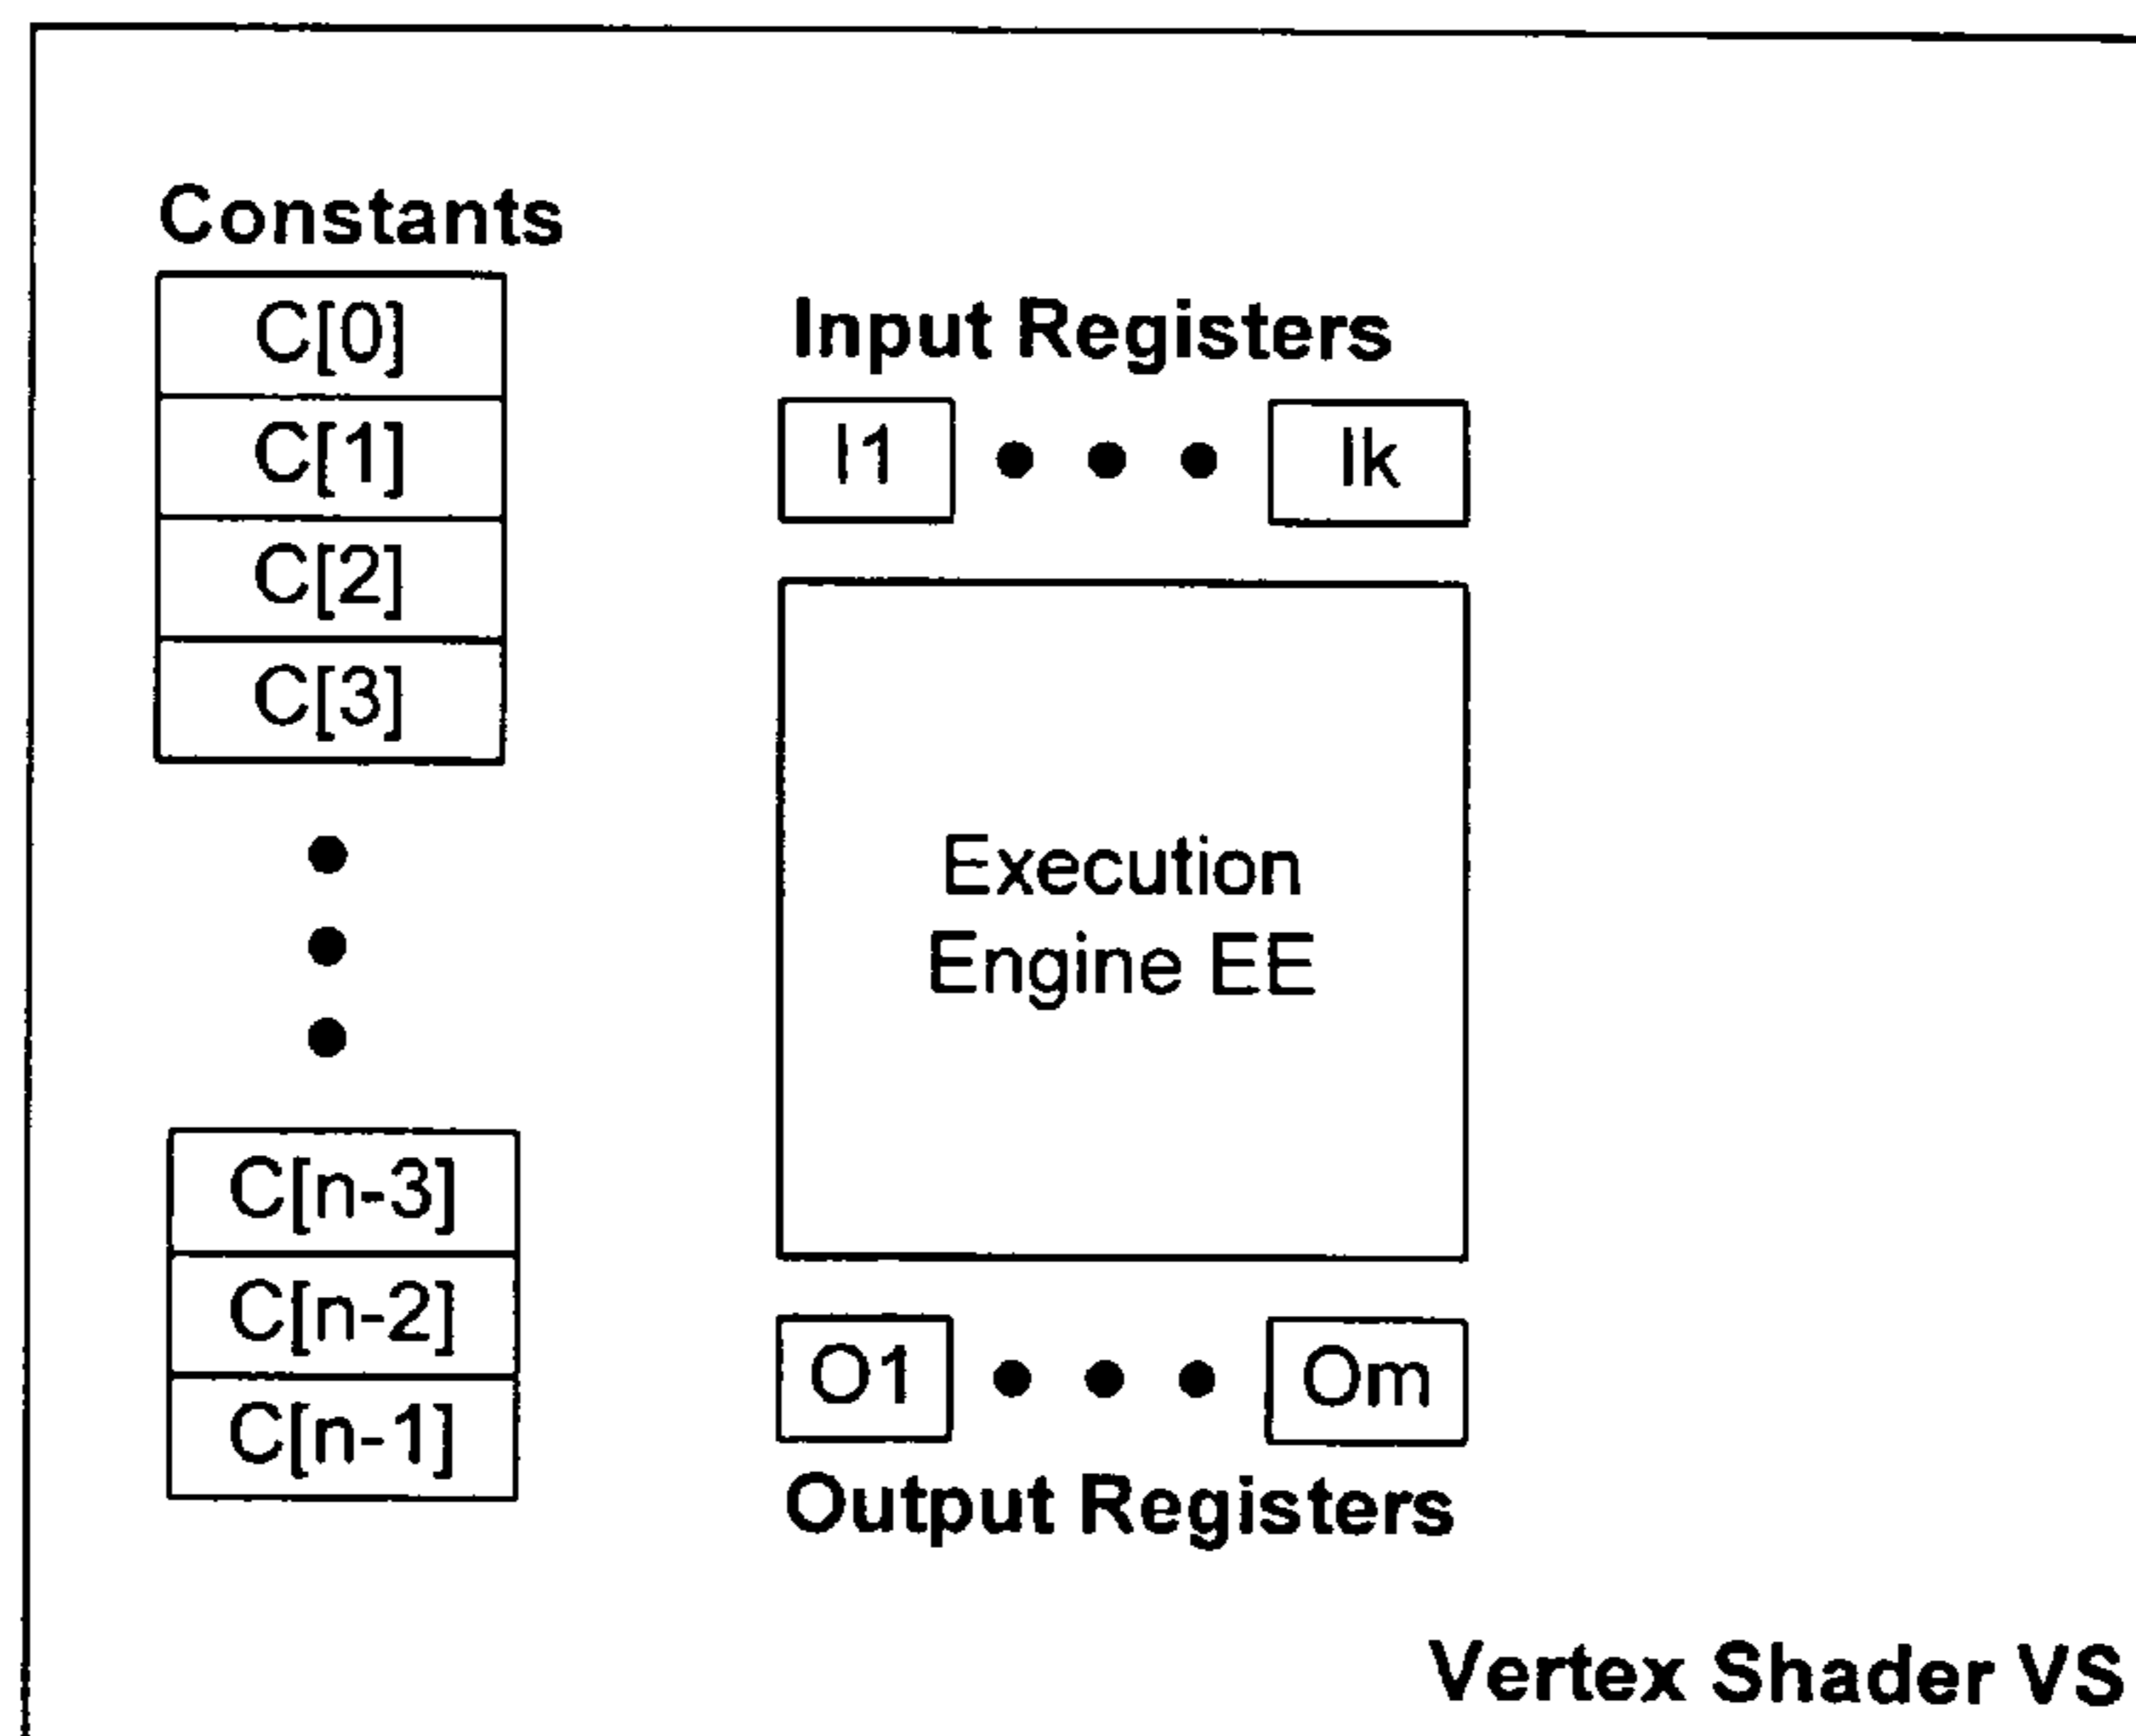 Constants
C[0]
C[1]
C[2]
C[3]
C[n-3]
C[n-2]
C[n-1]
Input Registers
I1 • • • Ik
Execution
Engine EE
O1 • • • Om
Output Registers
Vertex Shader VS